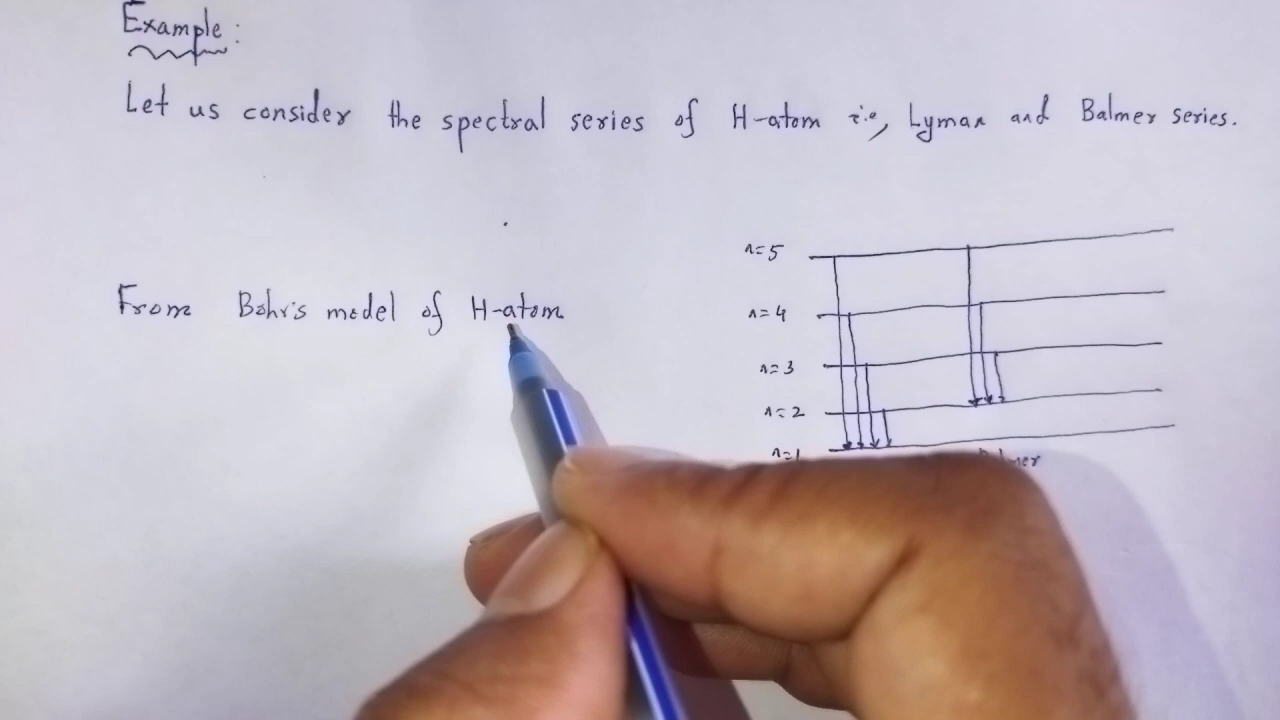 Example:
Let us consider the spectral series of H-atom i.e, Lyman and Balmer series.
From Bohr's model of H-atom
n=5
n=4
n=3
n=2
n=1